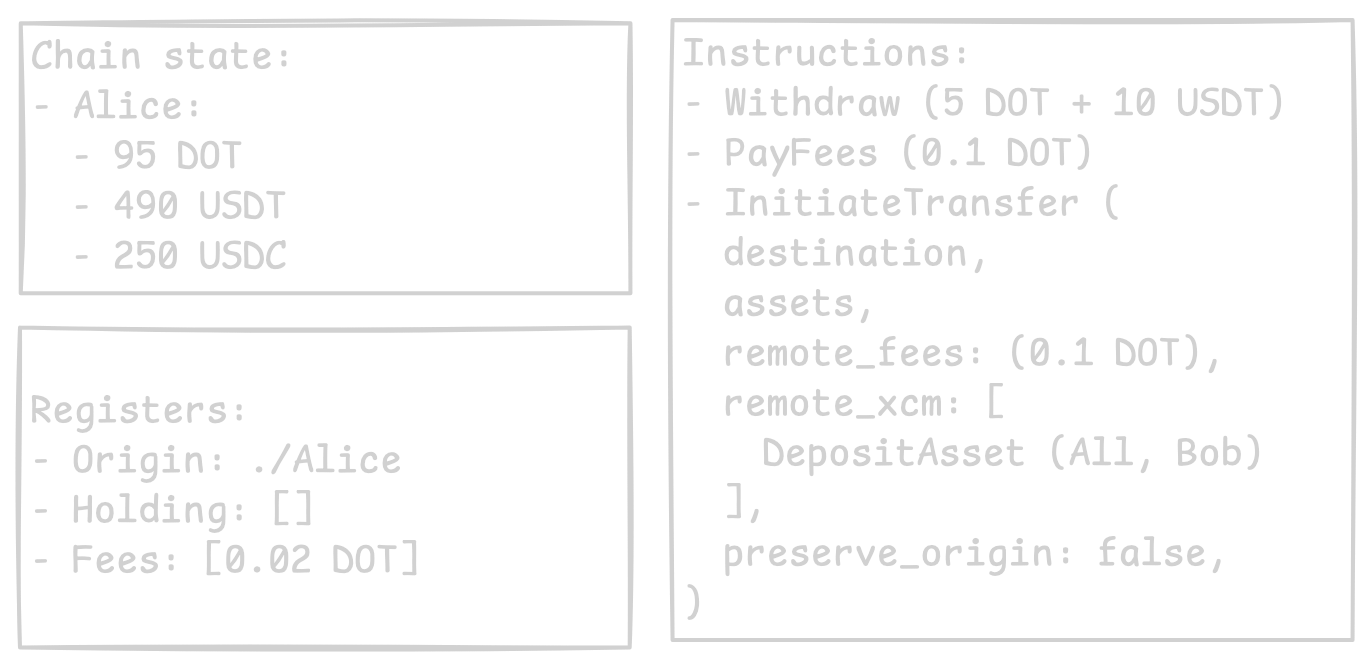 Chain state:
- Alice:
- 95 DOT
- 490 USDT
- 250 USDC
Registers:
- Origin: ./Alice
- Holding: []
- Fees: [0.02 DOT]
Instructions:
- Withdraw (5 DOT + 10 USDT)
- PayFees (0.1 DOT)
- InitiateTransfer (
destination,
assets,
remote_fees: (0.1 DOT),
remote_xcm: [
DepositAsset (All, Bob)
],
preserve_origin: false,
)